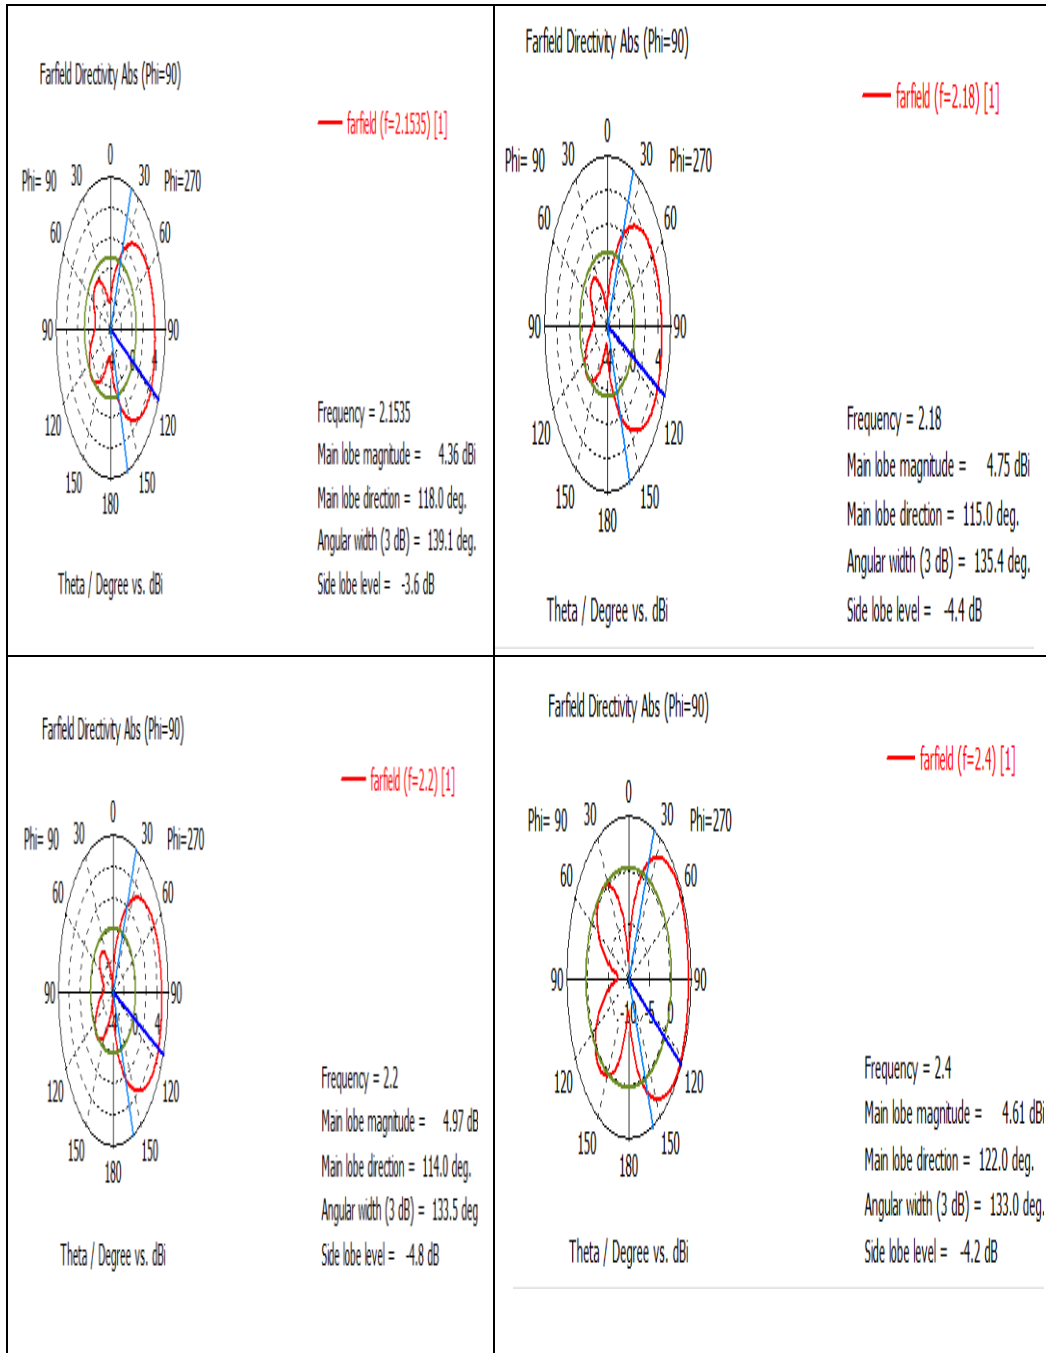 Farfield Directivity Abs (Phi=90)
farfield (f=2.1535) [1]
0
Phi= 90 30 30 Phi=270
60 60
90 0 4 90
120 120
150 150
180
Frequency = 2.1535
Main lobe magnitude = 4.36 dBi
Main lobe direction = 118.0 deg.
Angular width (3 dB) = 139.1 deg.
Side lobe level = -3.6 dB
Theta / Degree vs. dBi
Farfield Directivity Abs (Phi=90)
farfield (f=2.18) [1]
0
Phi= 90 30 30 Phi=270
60 60
90 0 4 90
120 120
150 150
180
Frequency = 2.18
Main lobe magnitude = 4.75 dBi
Main lobe direction = 115.0 deg.
Angular width (3 dB) = 135.4 deg.
Side lobe level = -4.4 dB
Theta / Degree vs. dBi
Farfield Directivity Abs (Phi=90)
farfield (f=2.2) [1]
0
Phi= 90 30 30 Phi=270
60 60
90 0 4 90
120 120
150 150
180
Frequency = 2.2
Main lobe magnitude = 4.97 dB
Main lobe direction = 114.0 deg.
Angular width (3 dB) = 133.5 deg
Side lobe level = -4.8 dB
Theta / Degree vs. dBi
Farfield Directivity Abs (Phi=90)
farfield (f=2.4) [1]
0
Phi= 90 30 30 Phi=270
60 60
90 90
-10 -5 0
120 120
150 150
180
Frequency = 2.4
Main lobe magnitude = 4.61 dBi
Main lobe direction = 122.0 deg.
Angular width (3 dB) = 133.0 deg.
Side lobe level = -4.2 dB
Theta / Degree vs. dBi